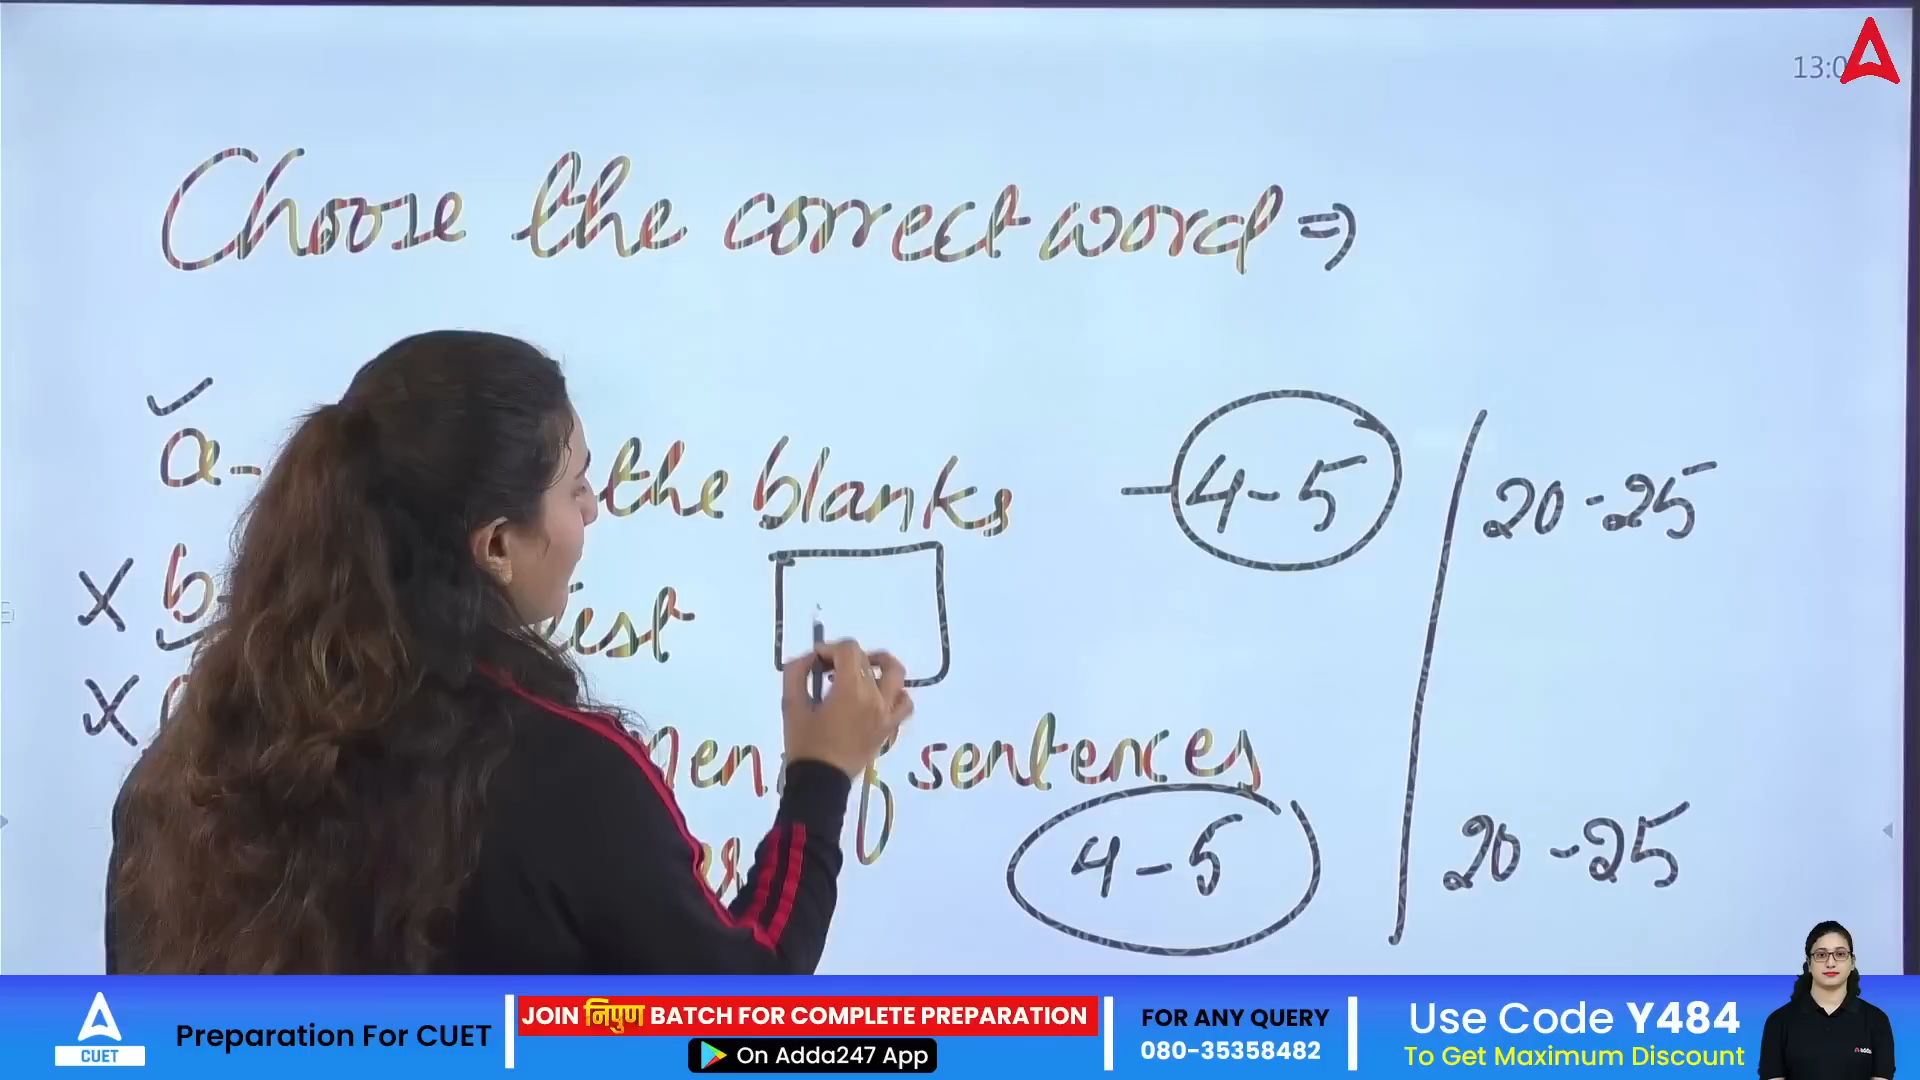 13:0
Choose the correct word ⇒
a- the blanks - 4-5 20-25
X b- 
X of sentences
4-5 20-25
CUET
Preparation For CUET
JOIN निपुण BATCH FOR COMPLETE PREPARATION
On Adda247 App
FOR ANY QUERY
080-35358482
Use Code Y484
To Get Maximum Discount